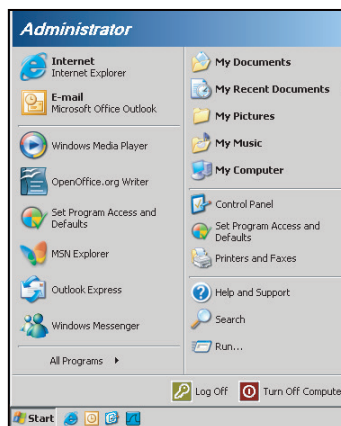 Administrator
Internet
Internet Explorer
E-mail
Microsoft Office Outlook
Windows Media Player
OpenOffice.org Writer
Set Program Access and
Defaults
MSN Explorer
Outlook Express
Windows Messenger
All Programs
My Documents
My Recent Documents
My Pictures
My Music
My Computer
Control Panel
Set Program Access and
Defaults
Printers and Faxes
Help and Support
Search
Run...
Log Off
Turn Off Compute
Start